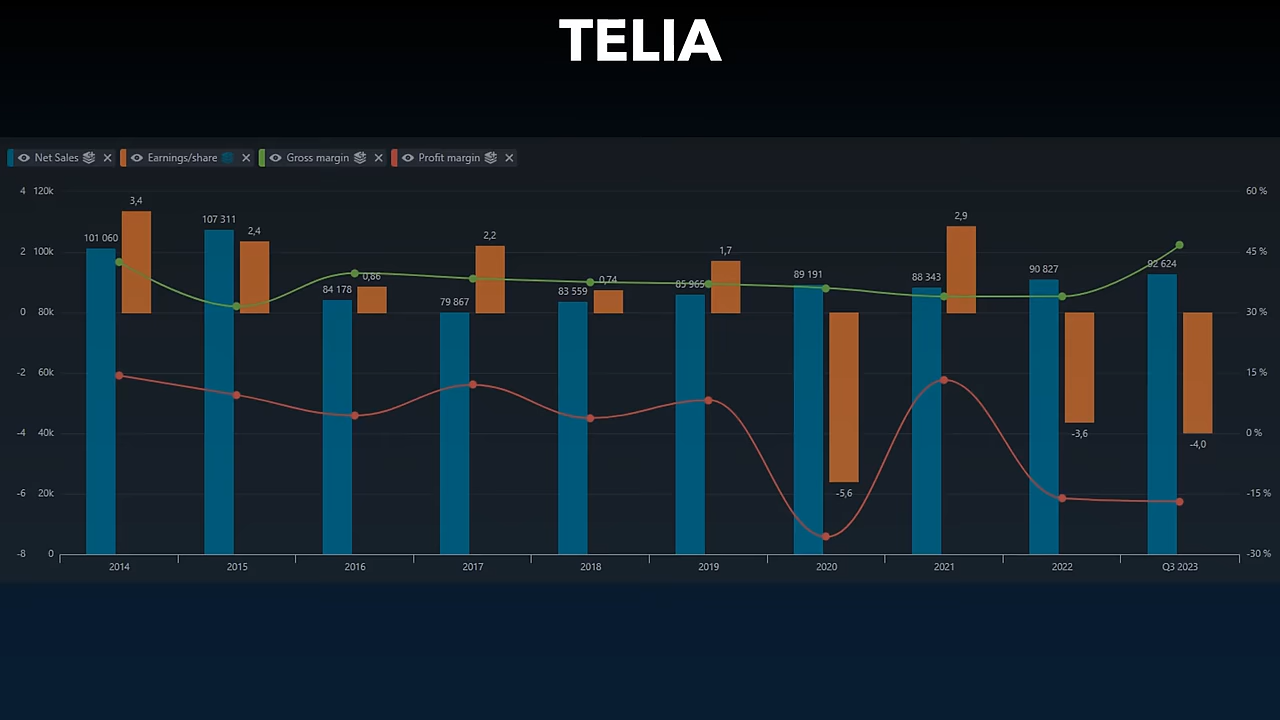 TELIA
Net Sales Earnings/share Gross margin Profit margin
4 120k 60 %
3,4
107 311
101 060 2,4 2,2 2,9
2 100k 45 %
1,7
84 178 0,86 79 867 83 559 0,74 85 965 89 191 88 343 90 827 92 624
0 80k 30 %
-2 60k 15 %
-4 40k 0 %
-3,6 -4,0
-6 20k -5,6 -15 %
-8 0 -30 %
2014 2015 2016 2017 2018 2019 2020 2021 2022 Q3 2023